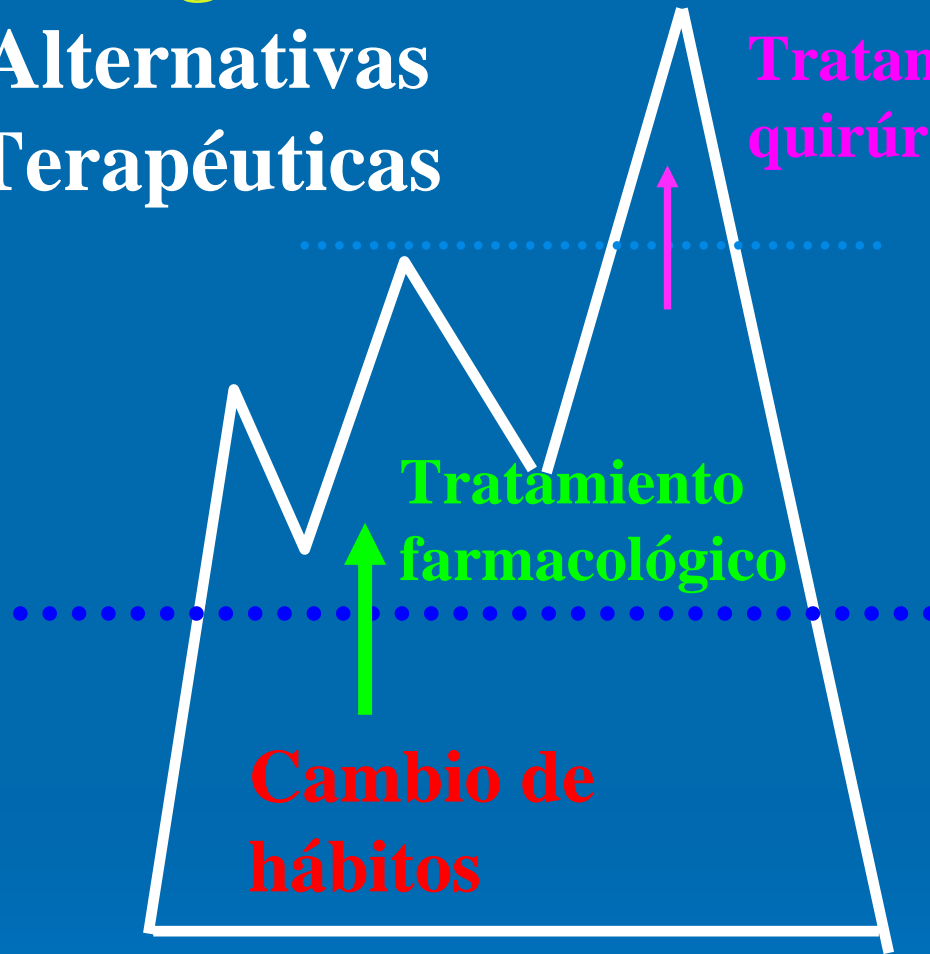 Alternativas
Terapéuticas
Tratam
quirúr
Tratamiento
farmacológico
Cambio de
hábitos